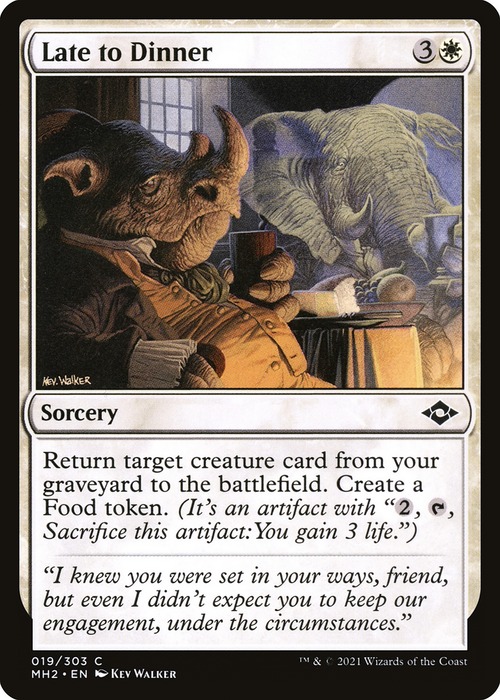 Late to Dinner 3
Kev. Walker
Sorcery
Return target creature card from your
graveyard to the battlefield. Create a
Food token. (It's an artifact with “2, ,
Sacrifice this artifact: You gain 3 life.”)
“I knew you were set in your ways, friend,
but even I didn't expect you to keep our
engagement, under the circumstances.”
019/303 C
MH2 • EN Kev Walker
™ & © 2021 Wizards of the Coast